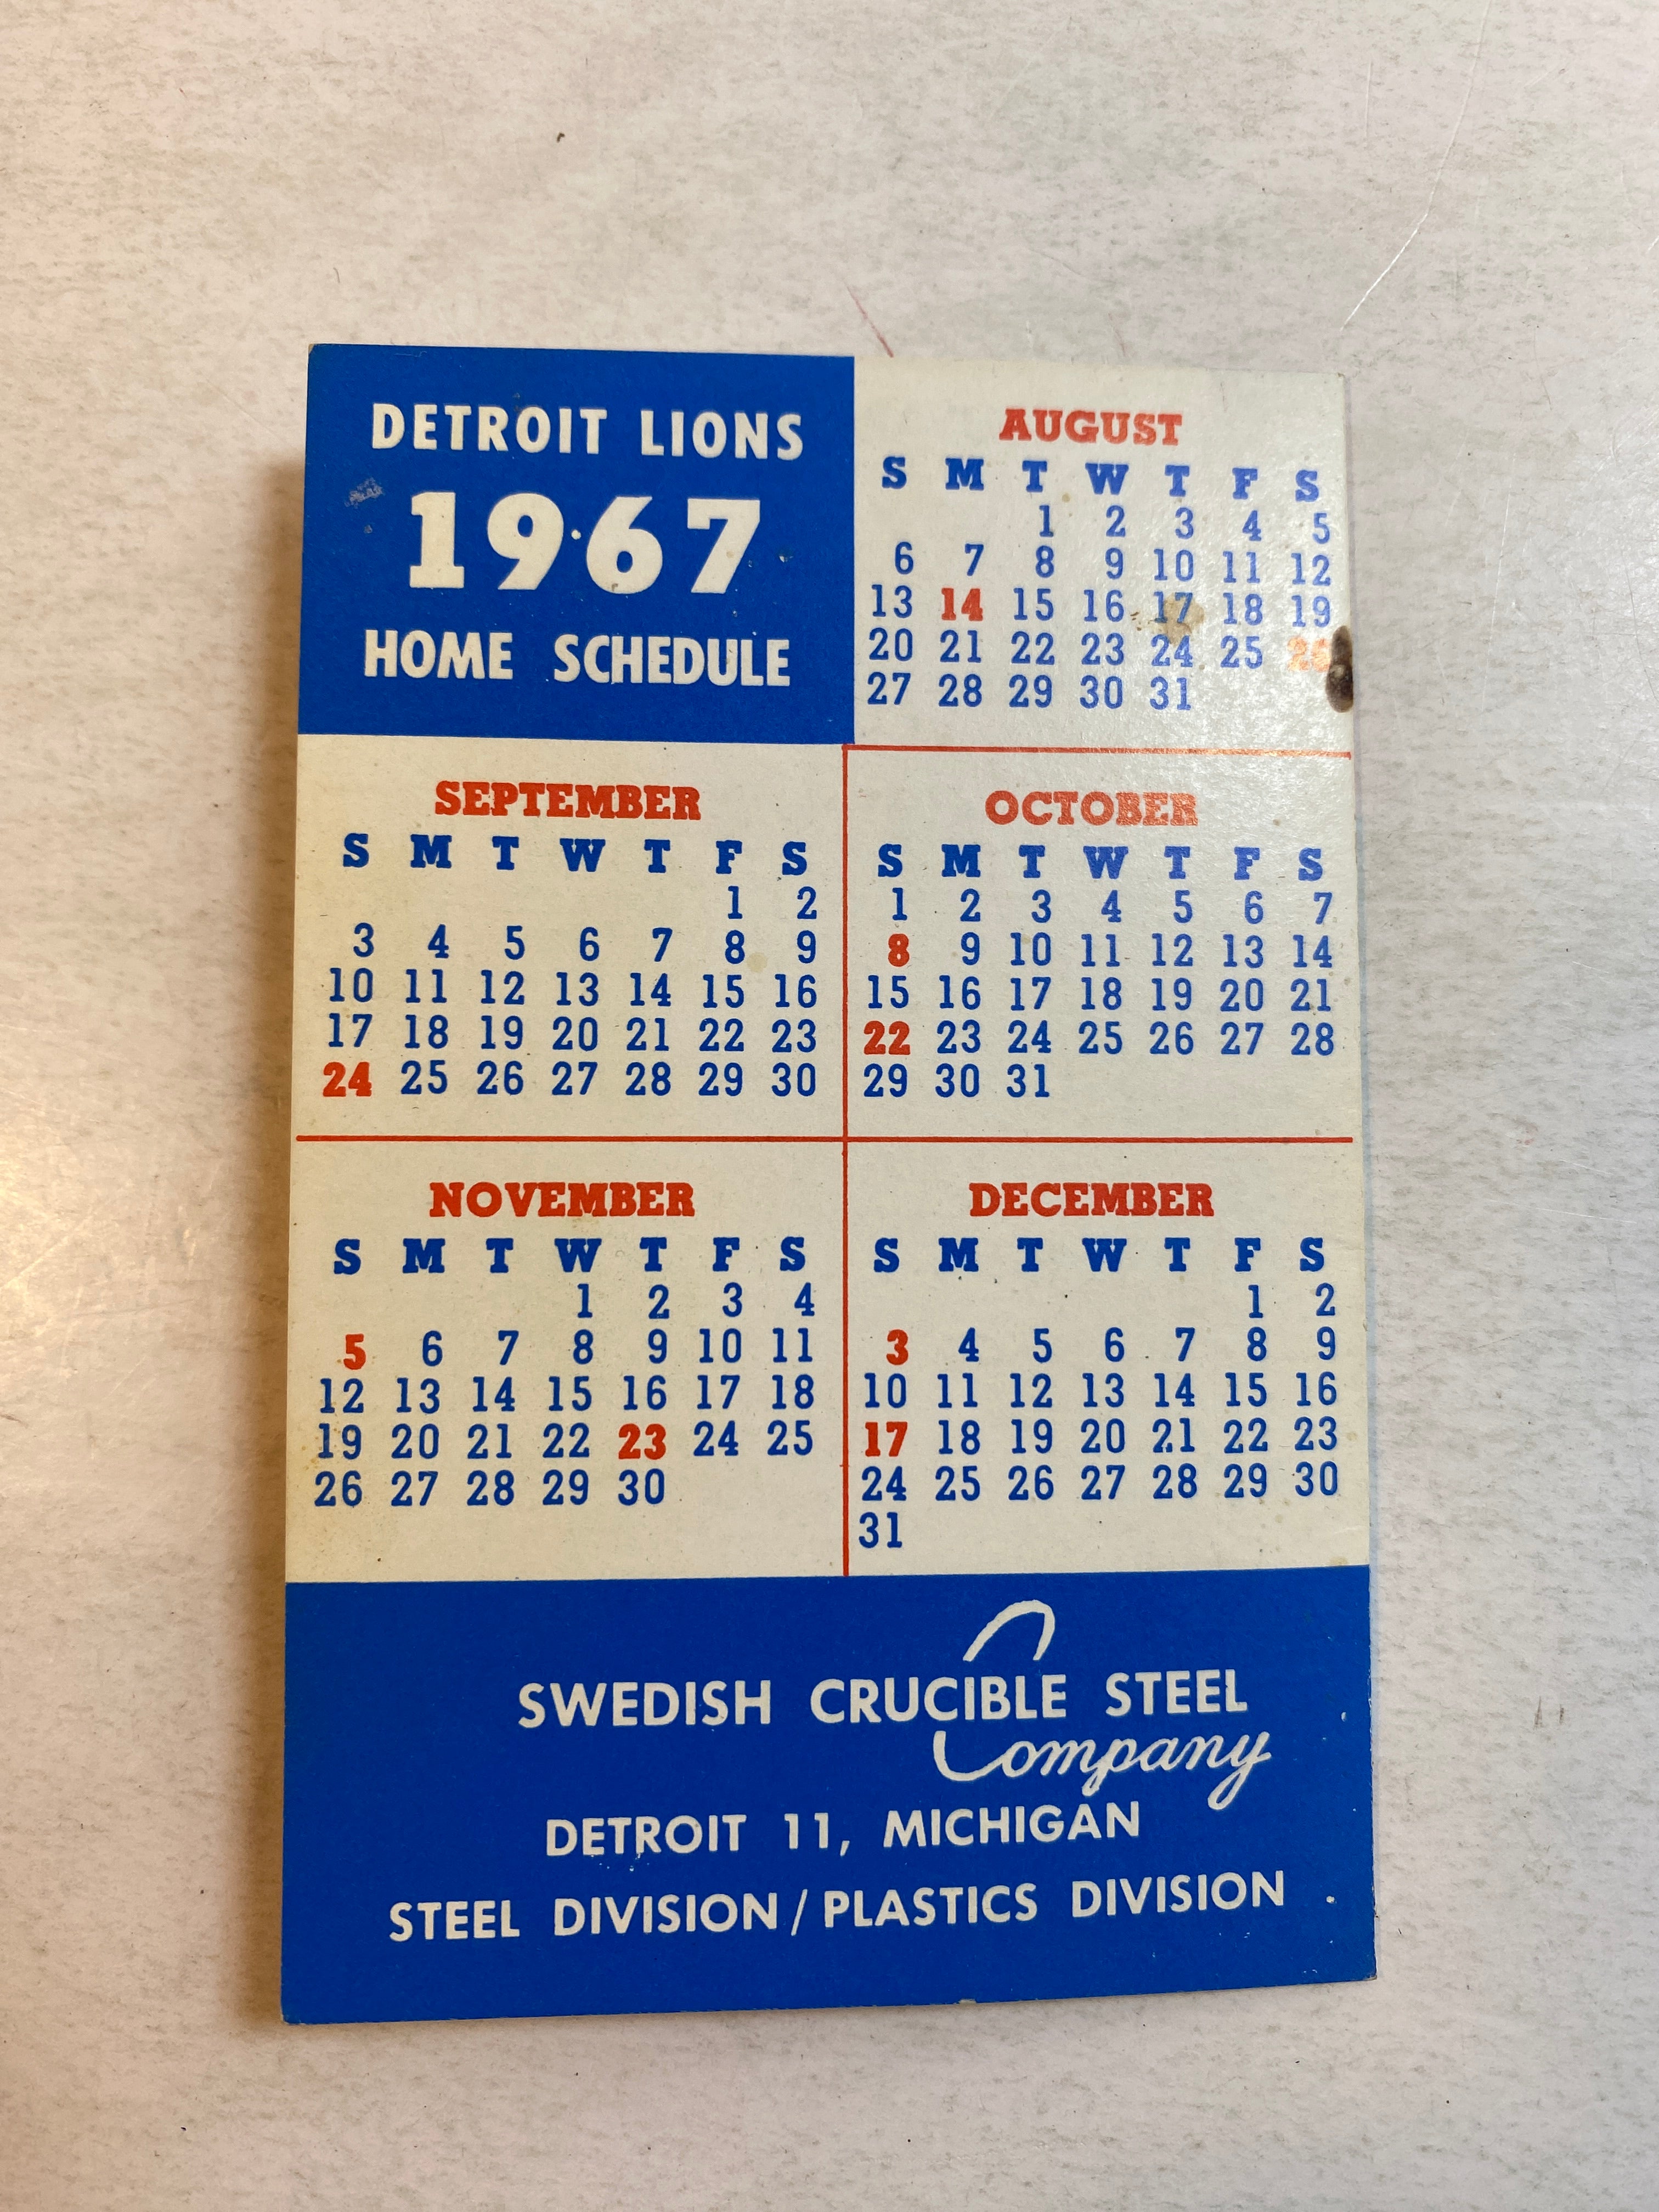 DETROIT LIONS
1967
HOME SCHEDULE
AUGUST
S M T W T F S
1 2 3 4 5
6 7 8 9 10 11 12
13 14 15 16 17 18 19
20 21 22 23 24 25 26
27 28 29 30 31
SEPTEMBER
S M T W T F S
1 2
3 4 5 6 7 8 9
10 11 12 13 14 15 16
17 18 19 20 21 22 23
24 25 26 27 28 29 30
OCTOBER
S M T W T F S
1 2 3 4 5 6 7
8 9 10 11 12 13 14
15 16 17 18 19 20 21
22 23 24 25 26 27 28
29 30 31
NOVEMBER
S M T W T F S
1 2 3 4
5 6 7 8 9 10 11
12 13 14 15 16 17 18
19 20 21 22 23 24 25
26 27 28 29 30
DECEMBER
S M T W T F S
1 2
3 4 5 6 7 8 9
10 11 12 13 14 15 16
17 18 19 20 21 22 23
24 25 26 27 28 29 30
31
SWEDISH CRUCIBLE STEEL
Company
DETROIT 11, MICHIGAN
STEEL DIVISION / PLASTICS DIVISION